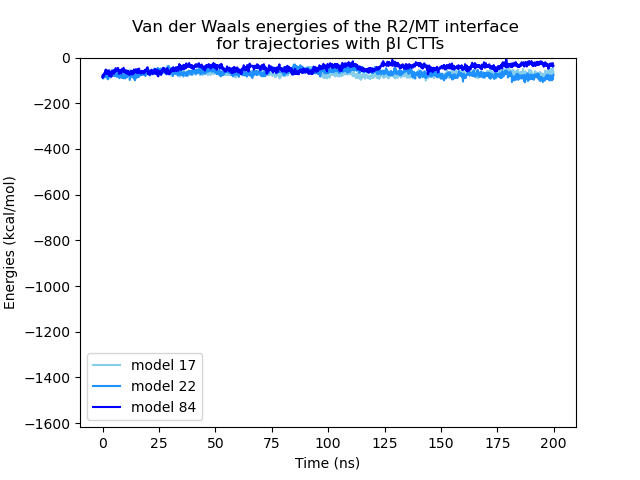 Van der Waals energies of the R2/MT interface
for trajectories with βI CTTs
Energies (kcal/mol)
0
−200
−400
−600
−800
−1000
−1200
−1400
−1600
model 17
model 22
model 84
0 25 50 75 100 125 150 175 200
Time (ns)